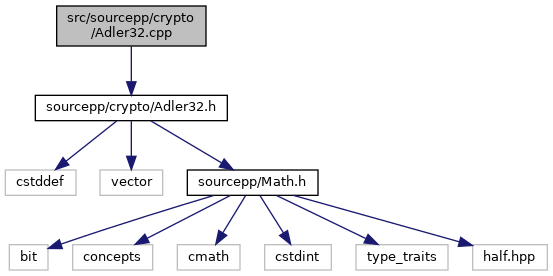 src/sourcepp/crypto
/Adler32.cpp
sourcepp/crypto/Adler32.h
cstddef
vector
sourcepp/Math.h
bit
concepts
cmath
cstdint
type_traits
half.hpp